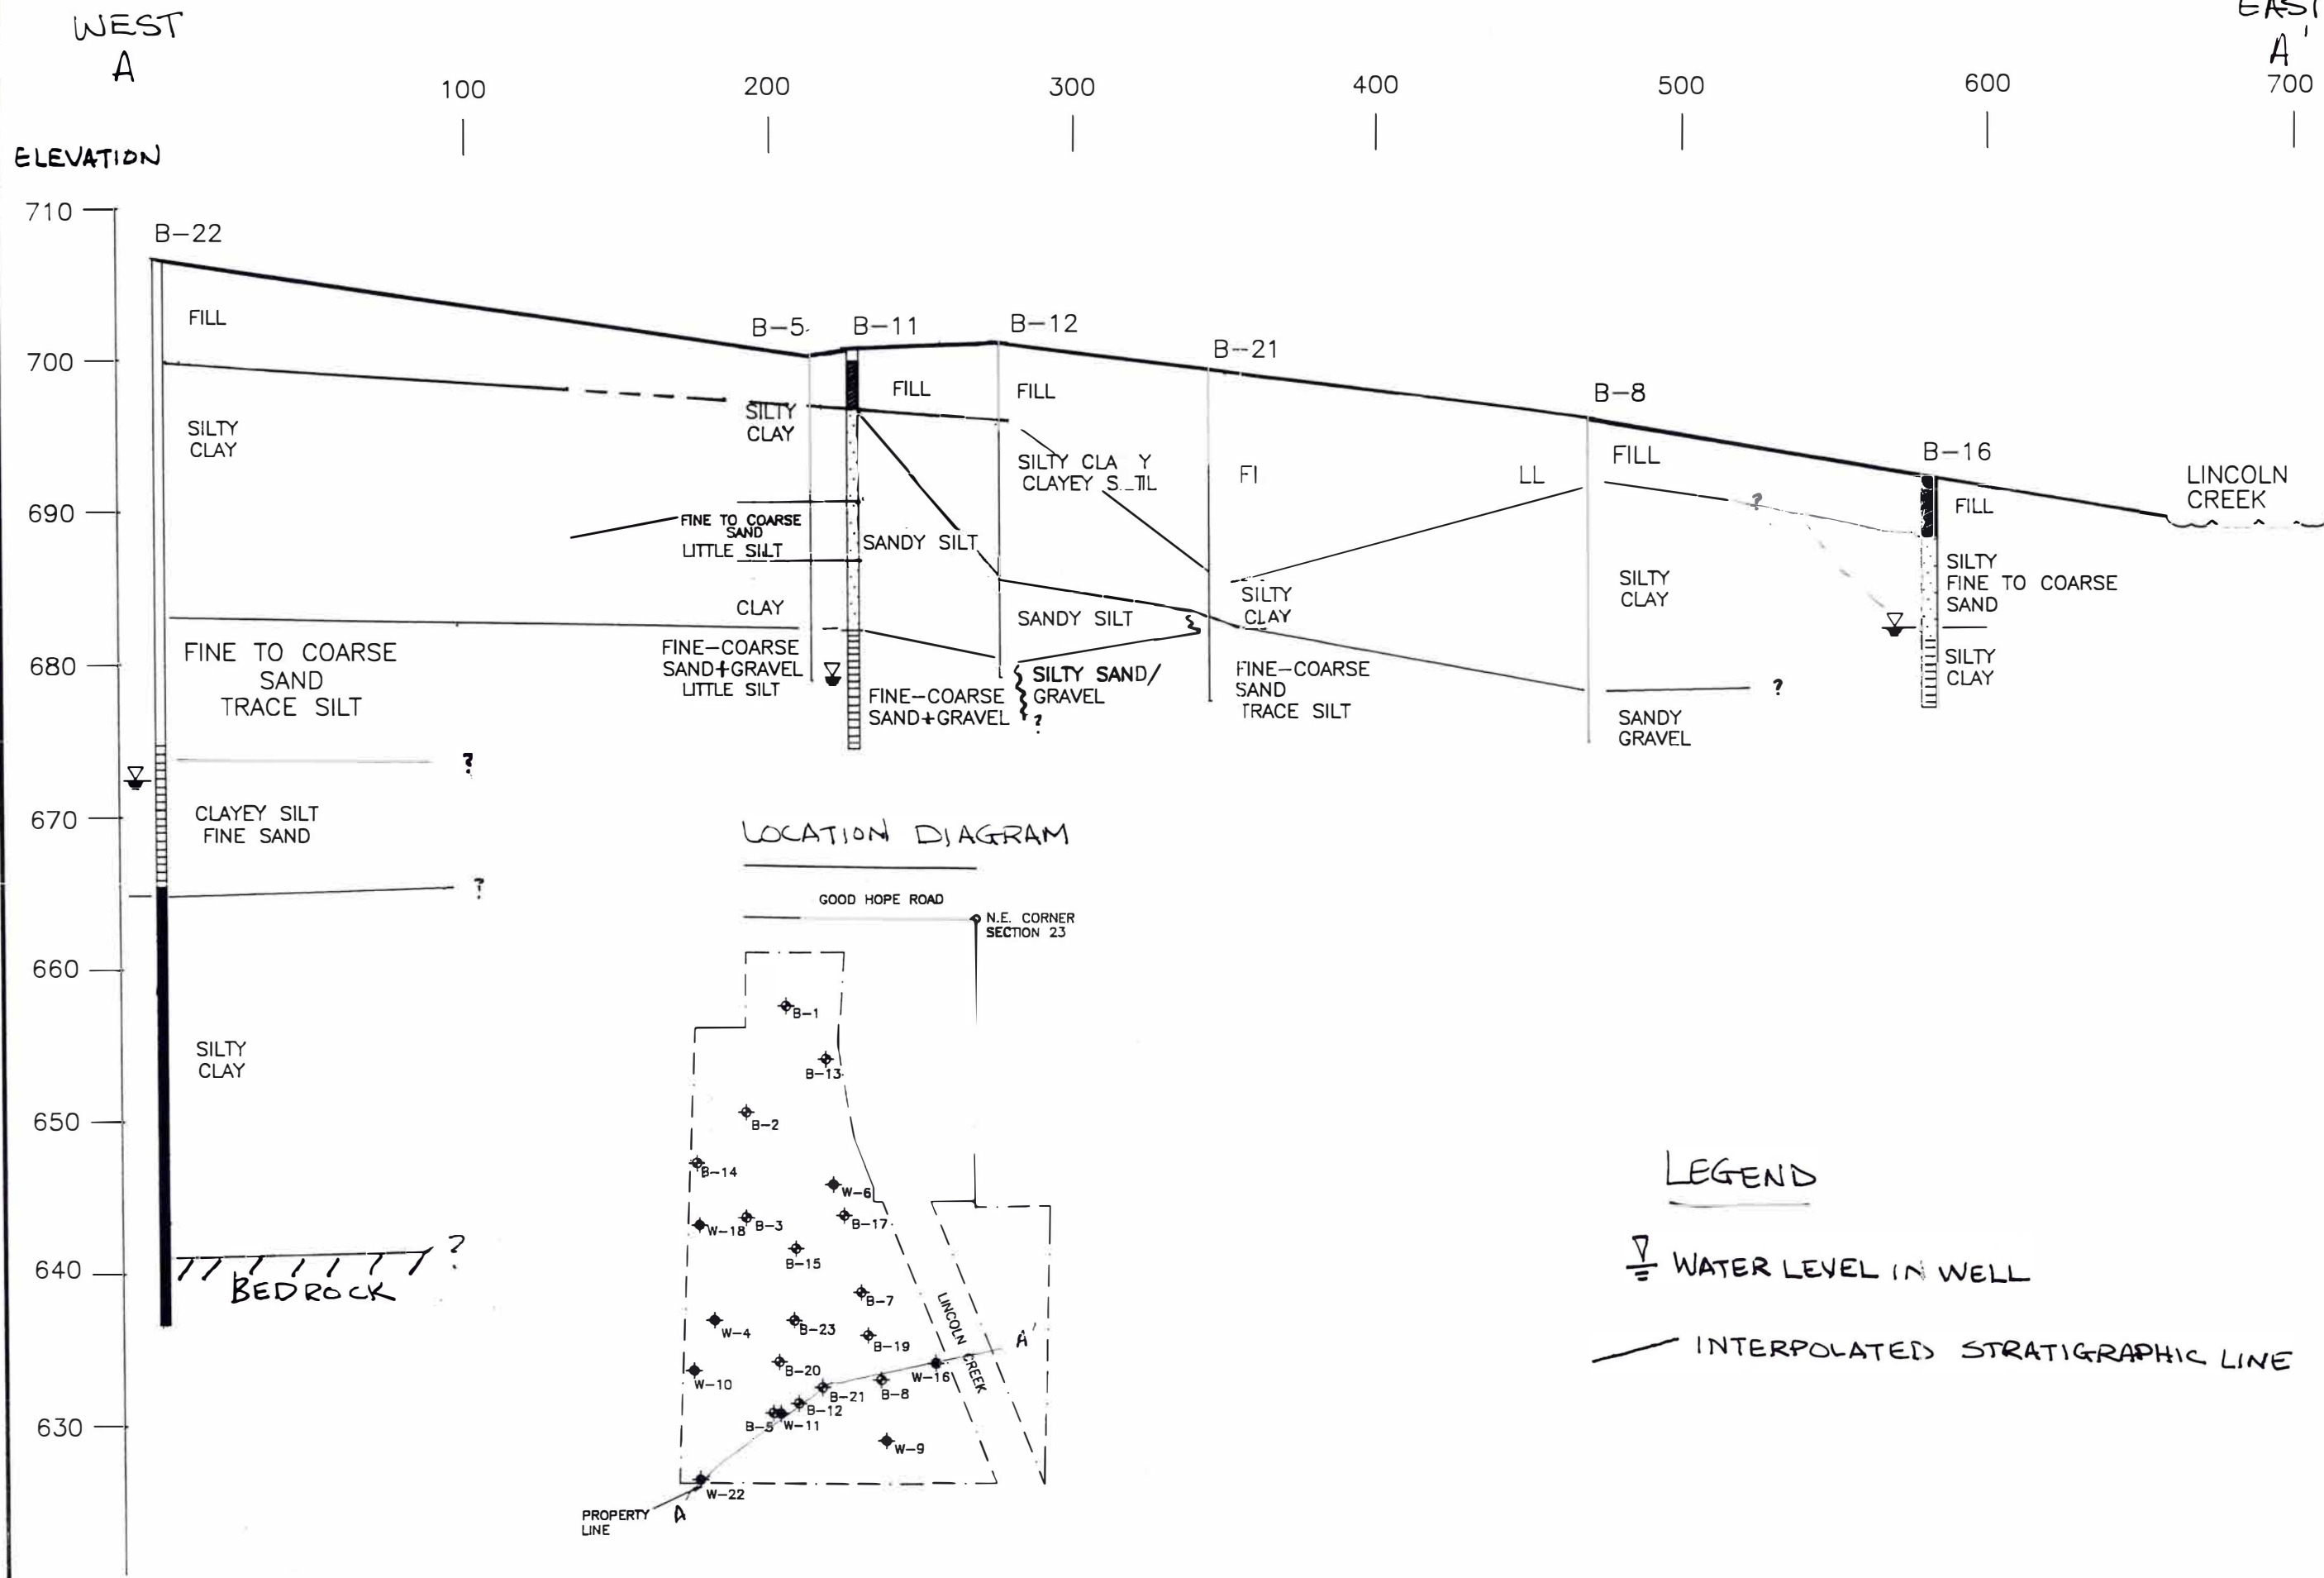 WEST
A
EAST
A'
100
200
300
400
500
600
700
ELEVATION
710
700
690
680
670
660
650
640
630
B-22
B-5
B-11
B-12
B-21
B-8
B-16
LINCOLN
CREEK
FILL
SILTY
CLAY
FINE TO COARSE
SAND
TRACE SILT
?
CLAYEY SILT
FINE SAND
?
SILTY
CLAY
?
BEDROCK
SILTY
CLAY
FINE TO COARSE
SAND
LITTLE SILT
CLAY
FINE-COARSE
SAND+GRAVEL
LITTLE SILT
FILL
SANDY SILT
FINE-COARSE
SAND+GRAVEL
FILL
SILTY CLA Y
CLAYEY S_TIL
SANDY SILT
SILTY SAND/
GRAVEL
?
FI LL
SILTY
CLAY
FINE-COARSE
SAND
TRACE SILT
FILL
?
SILTY
CLAY
?
SANDY
GRAVEL
FILL
SILTY
FINE TO COARSE
SAND
SILTY
CLAY
LOCATION DIAGRAM
GOOD HOPE ROAD
N.E. CORNER
SECTION 23
B-1
B-13
B-2
B-14
W-6
W-18
B-3
B-17
B-15
B-7
W-4
B-23
B-19
LINCOLN CREEK
A'
B-20
W-10
W-16
B-21
B-8
B-12
B-5
W-11
W-9
W-22
A
PROPERTY
LINE
LEGEND
WATER LEVEL IN WELL
INTERPOLATED STRATIGRAPHIC LINE